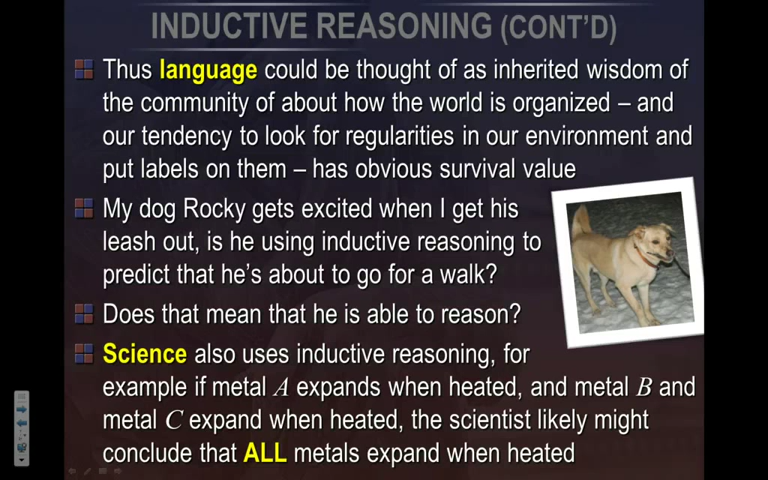 INDUCTIVE REASONING (CONT'D)
Thus language could be thought of as inherited wisdom of
the community of about how the world is organized – and
our tendency to look for regularities in our environment and
put labels on them – has obvious survival value
My dog Rocky gets excited when I get his
leash out, is he using inductive reasoning to
predict that he's about to go for a walk?
Does that mean that he is able to reason?
Science also uses inductive reasoning, for
example if metal A expands when heated, and metal B and
metal C expand when heated, the scientist likely might
conclude that ALL metals expand when heated